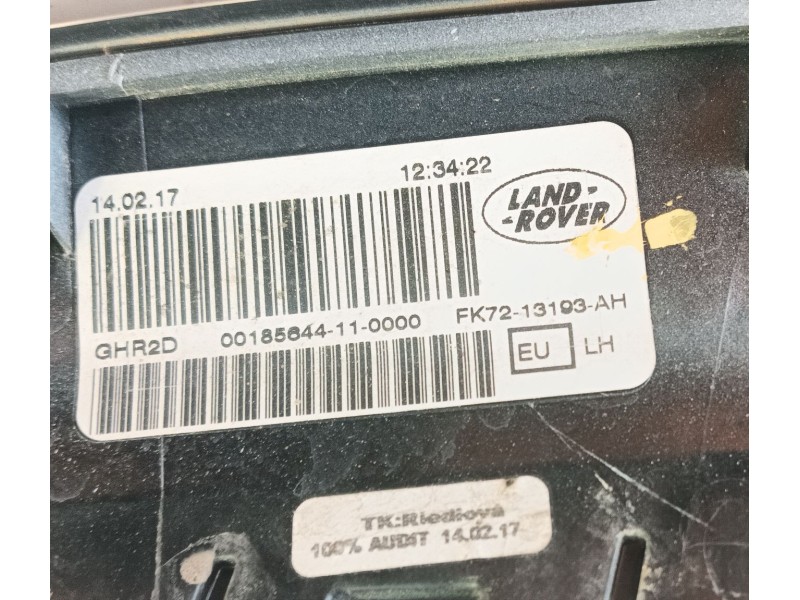 14.02.17 12:34:22
LAND-
-ROVER
GHR2D 00185644-11-0000 FK72-13193-AH
EU LH
TK:Riedlova
100% AUDIT 14.02.17